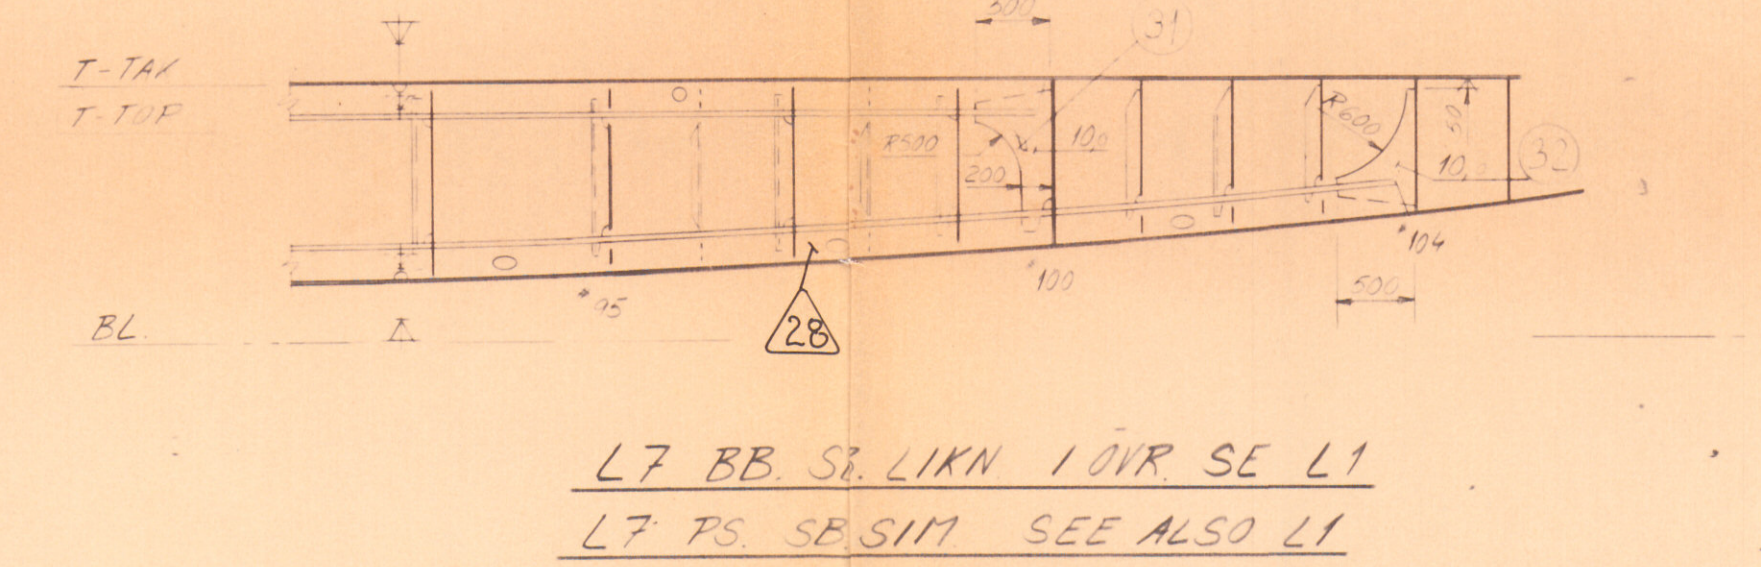 300
31
T-TAK
T-TOP
R500
10,0
200
R600
50
10,
32
#95
#100
#104
500
28
BL.
L7 BB. SB. LIKN. I ÖVR. SE L1
L7 PS. SB. SIM. SEE ALSO L1